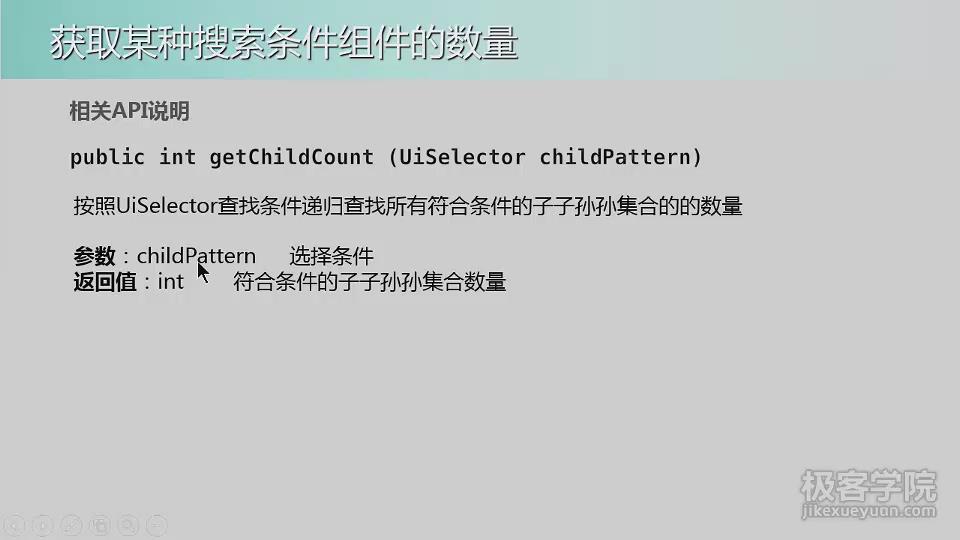 获取某种搜索条件组件的数量
相关API说明
public int getChildCount (UiSelector childPattern)
按照UiSelector查找条件递归查找所有符合条件的子子孙孙集合的的数量
参数：childPattern 选择条件
返回值：int 符合条件的子子孙孙集合数量
极客学院
jikexueyuan.com